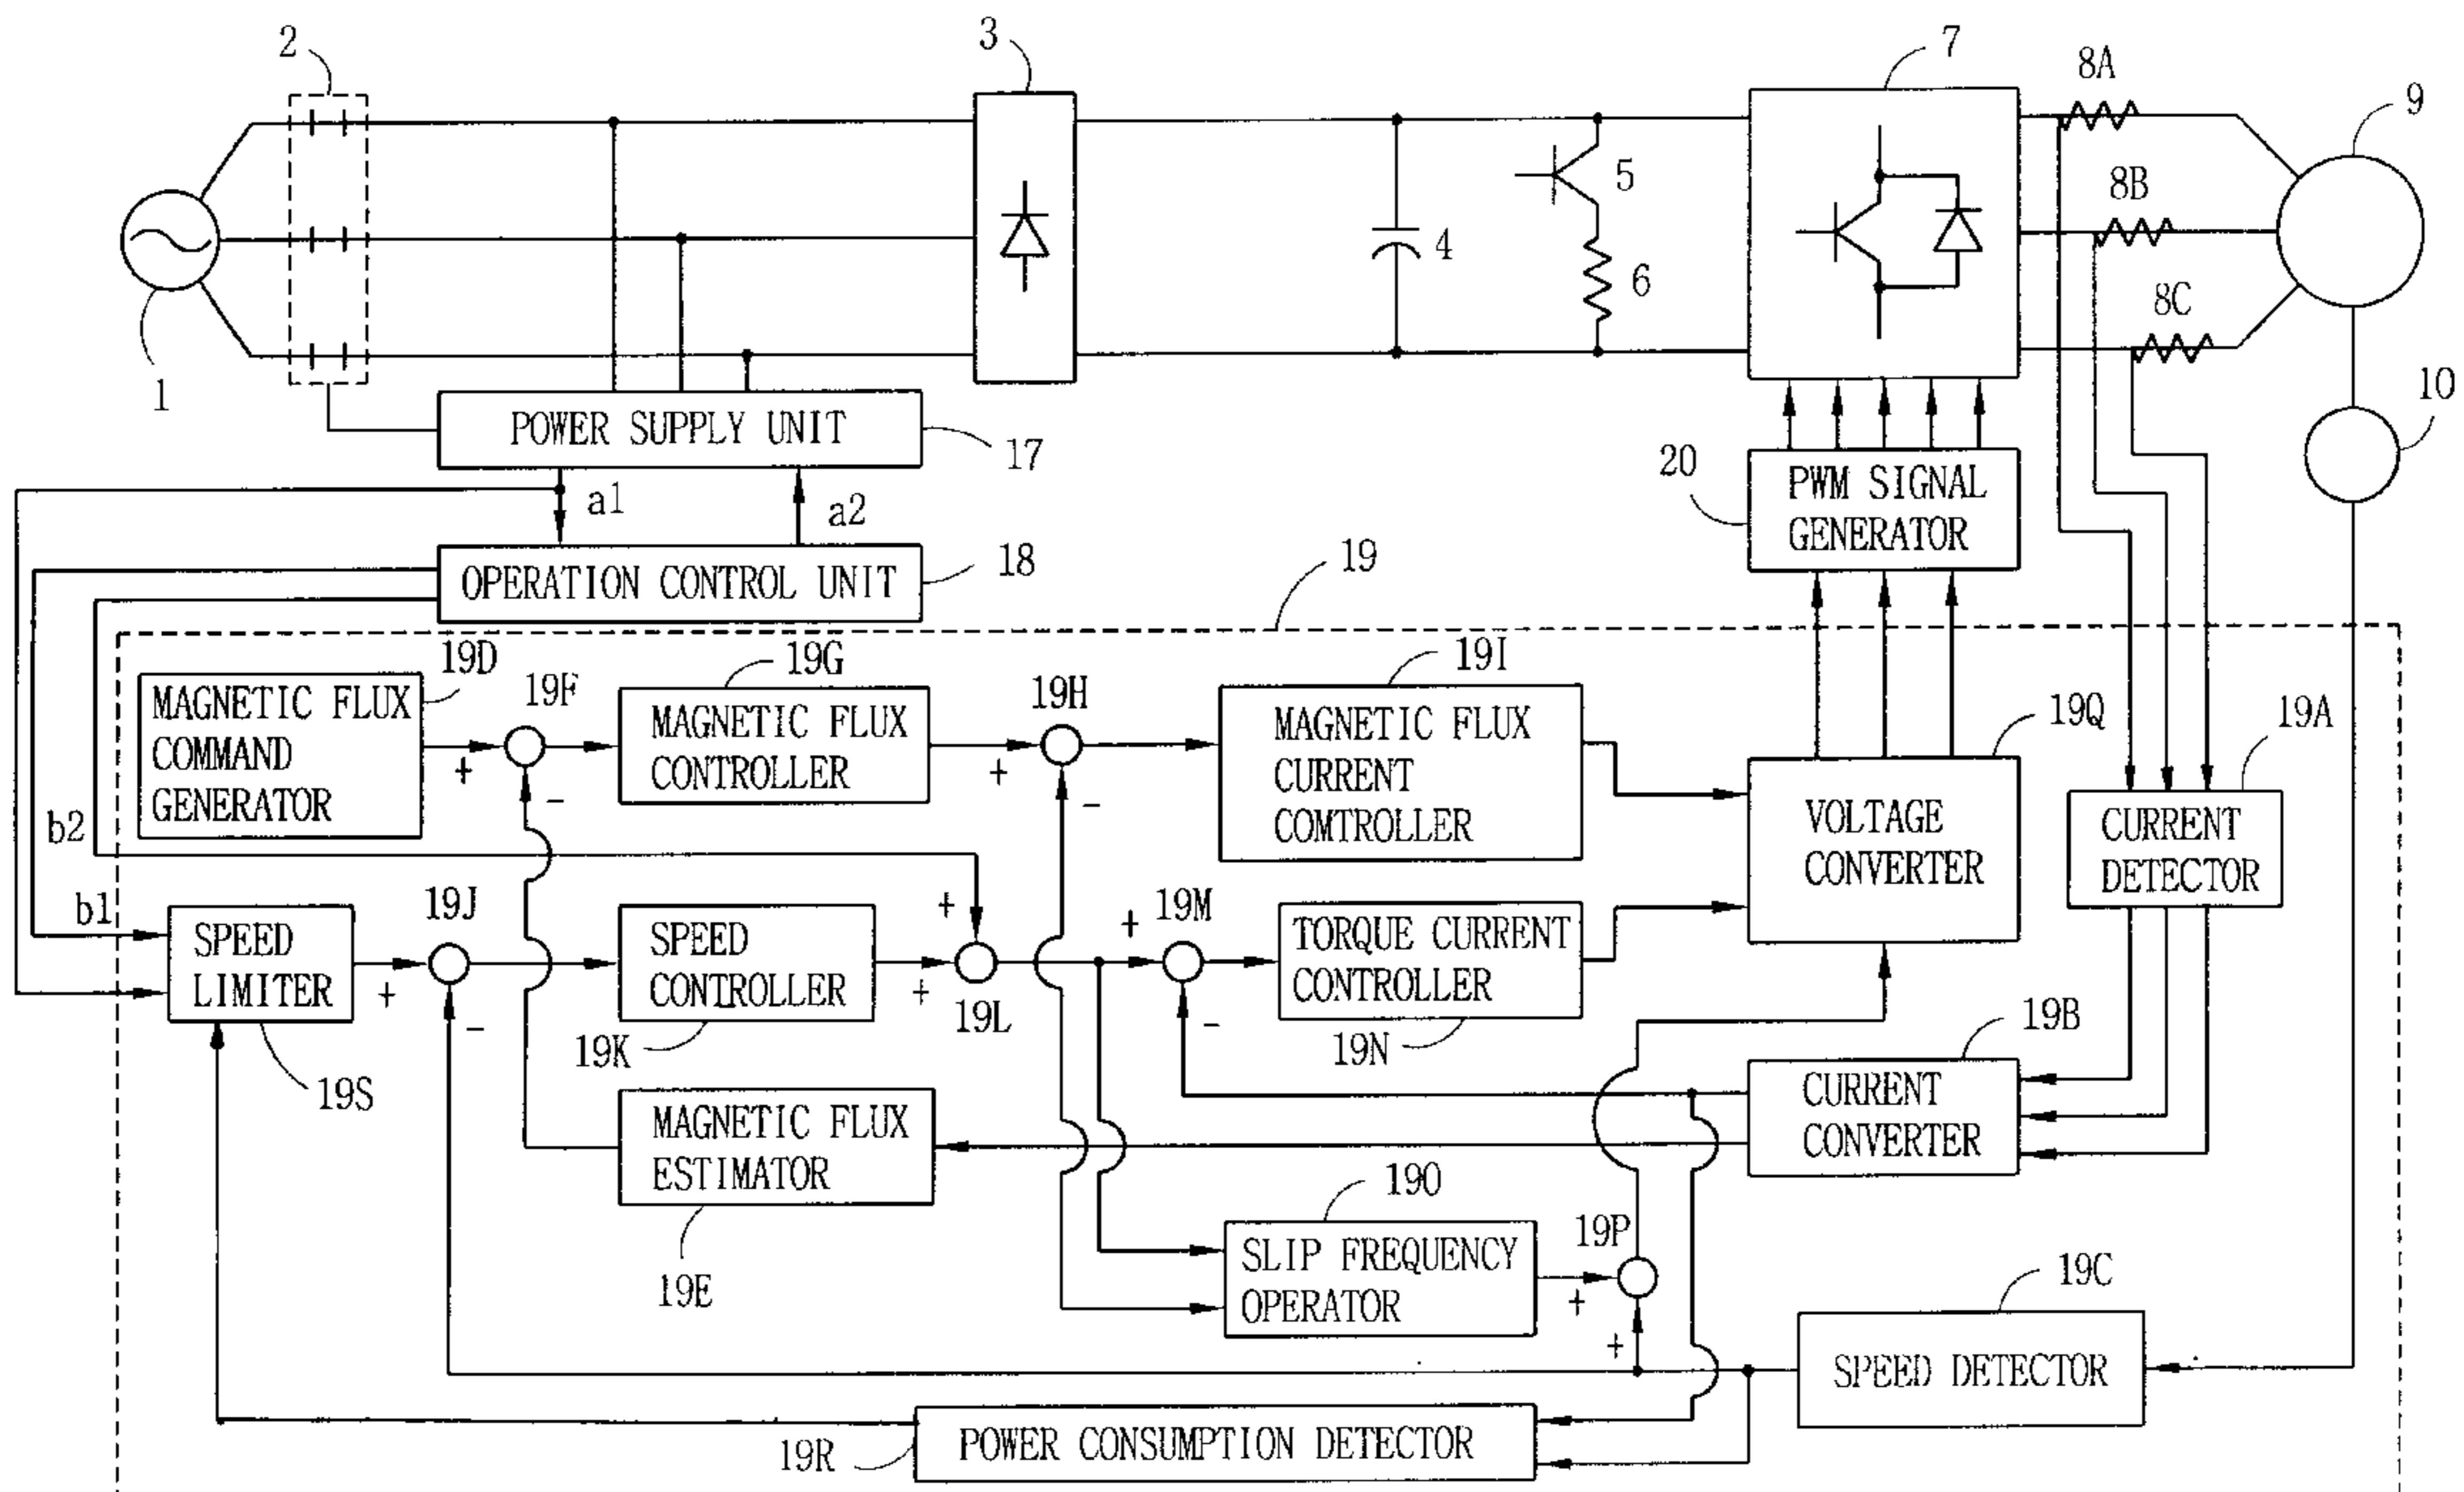 2
3
7
8A
9
8B
5
4
6
8C
1
10
POWER SUPPLY UNIT
17
20
PWM SIGNAL
GENERATOR
a1
a2
OPERATION CONTROL UNIT
18
19
19D
19F
19G
19H
19I
19Q
19A
MAGNETIC FLUX
COMMAND
GENERATOR
+
-
MAGNETIC FLUX
CONTROLLER
+
-
MAGNETIC FLUX
CURRENT
COMTROLLER
VOLTAGE
CONVERTER
CURRENT
DETECTOR
b2
b1
19J
+
+
19M
SPEED
LIMITER
+
-
SPEED
CONTROLLER
+
19L
-
TORQUE CURRENT
CONTROLLER
19S
19K
19N
19B
MAGNETIC FLUX
ESTIMATOR
CURRENT
CONVERTER
19E
19O
19P
SLIP FREQUENCY
OPERATOR
+
+
19C
SPEED DETECTOR
19R
POWER CONSUMPTION DETECTOR